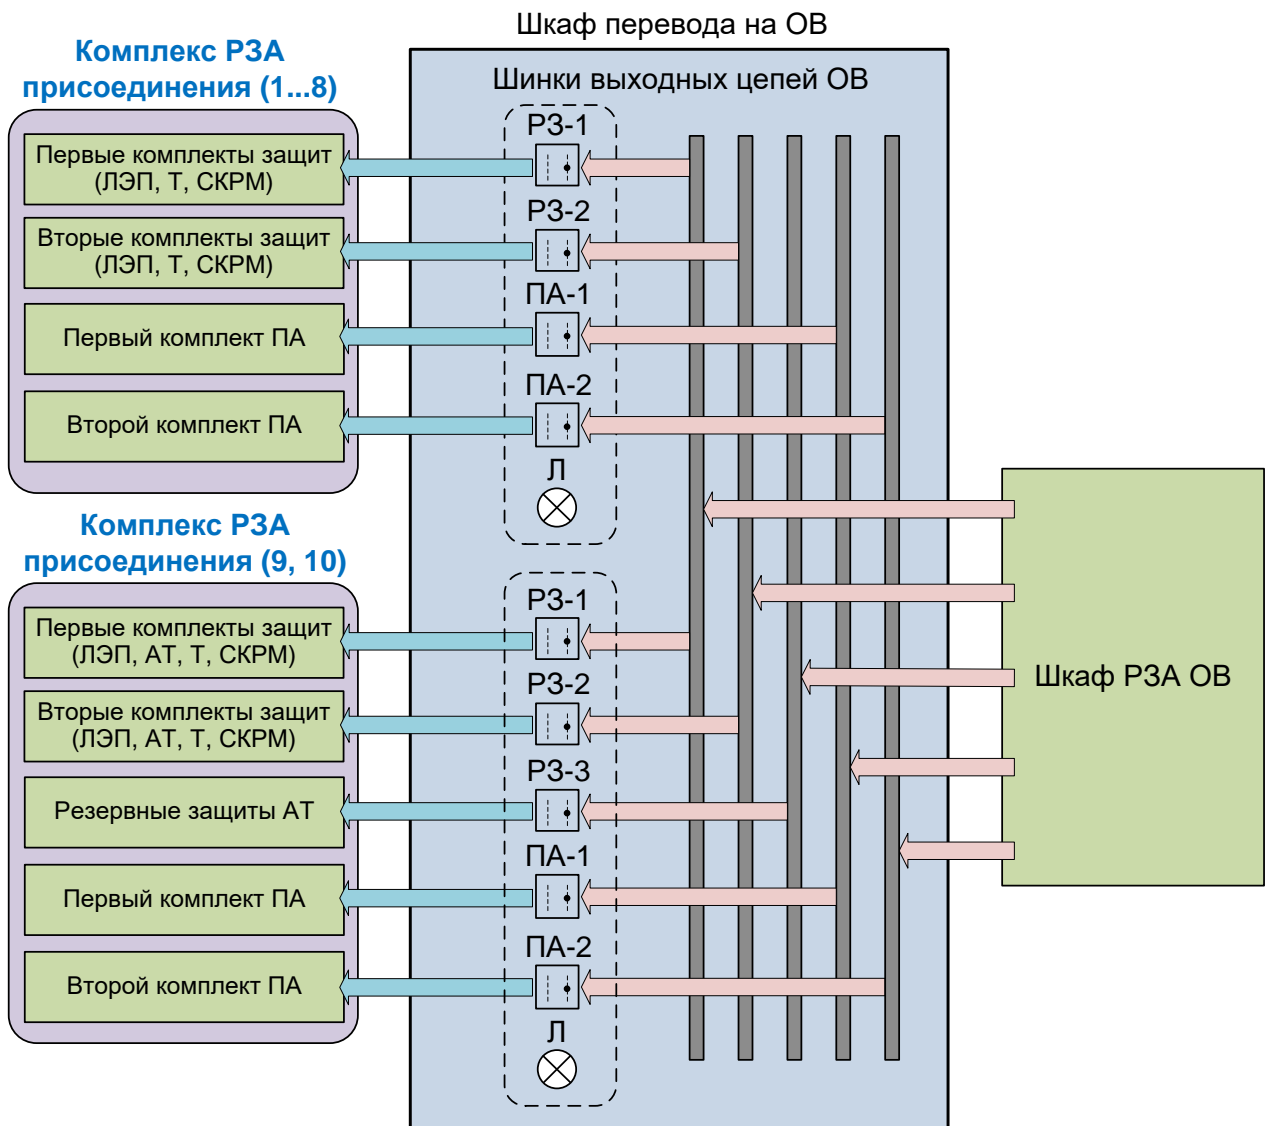 Шкаф перевода на ОВ
Комплекс РЗА
присоединения (1...8)
Шинки выходных цепей ОВ
Первые комплекты защит
(ЛЭП, Т, СКРМ)
Вторые комплекты защит
(ЛЭП, Т, СКРМ)
Первый комплект ПА
Второй комплект ПА
РЗ-1
РЗ-2
ПА-1
ПА-2
Л
Комплекс РЗА
присоединения (9, 10)
Первые комплекты защит
(ЛЭП, АТ, Т, СКРМ)
Вторые комплекты защит
(ЛЭП, АТ, Т, СКРМ)
Резервные защиты АТ
Первый комплект ПА
Второй комплект ПА
РЗ-1
РЗ-2
РЗ-3
ПА-1
ПА-2
Л
Шкаф РЗА ОВ